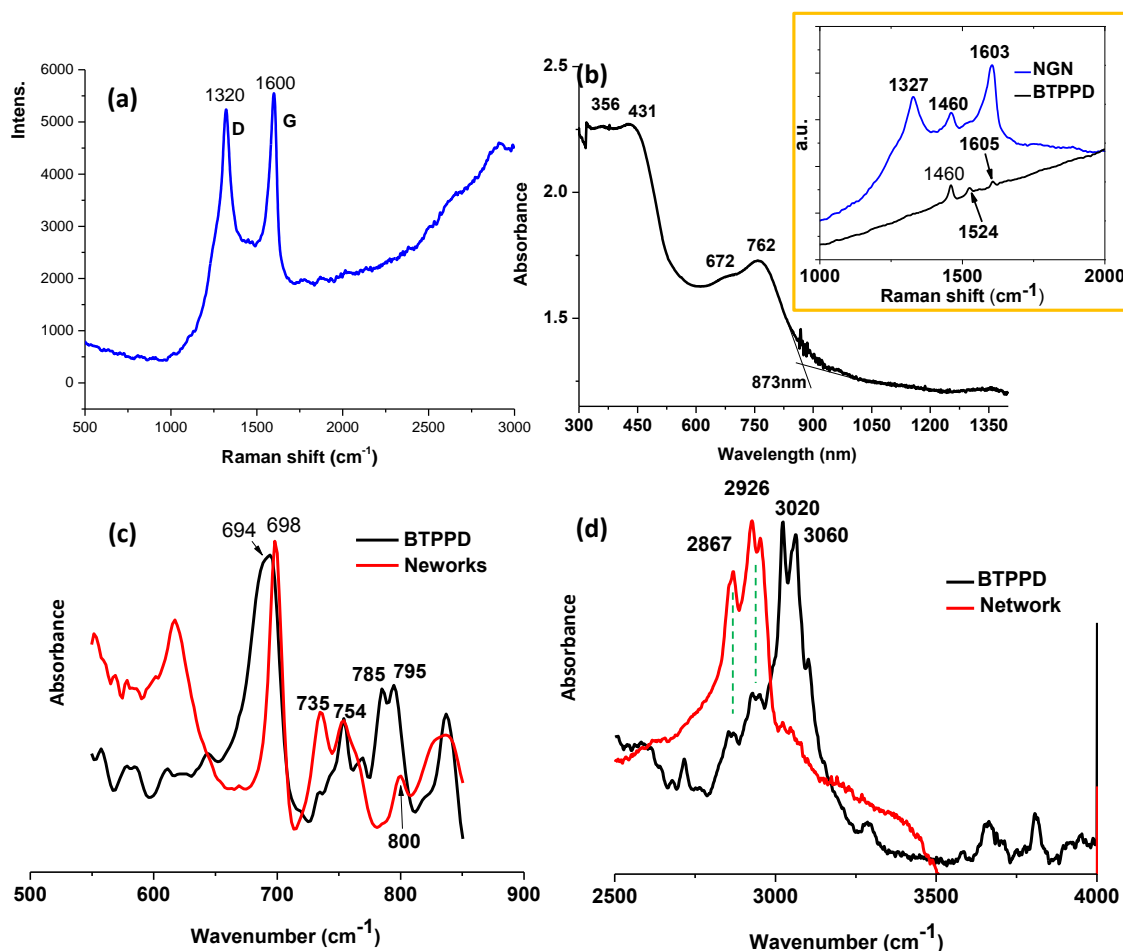 (a)
1320
1600
D
G
Intens.
6000
5000
4000
3000
2000
1000
0
500
1000
1500
2000
2500
3000
Raman shift (cm⁻¹)
(b)
356
431
672
762
873nm
Absorbance
2.5
2.0
1.5
300
450
600
750
900
1050
1200
1350
Wavelength (nm)
1603
1327
1460
NGN
BTPPD
1605
1460
1524
a.u.
1000
1500
2000
Raman shift (cm⁻¹)
(c)
694
698
BTPPD
Neworks
785
795
735
754
800
Absorbance
500
600
700
800
900
Wavenumber (cm⁻¹)
(d)
2926
3020
2867
3060
BTPPD
Network
Absorbance
2500
3000
3500
4000
Wavenumber (cm⁻¹)